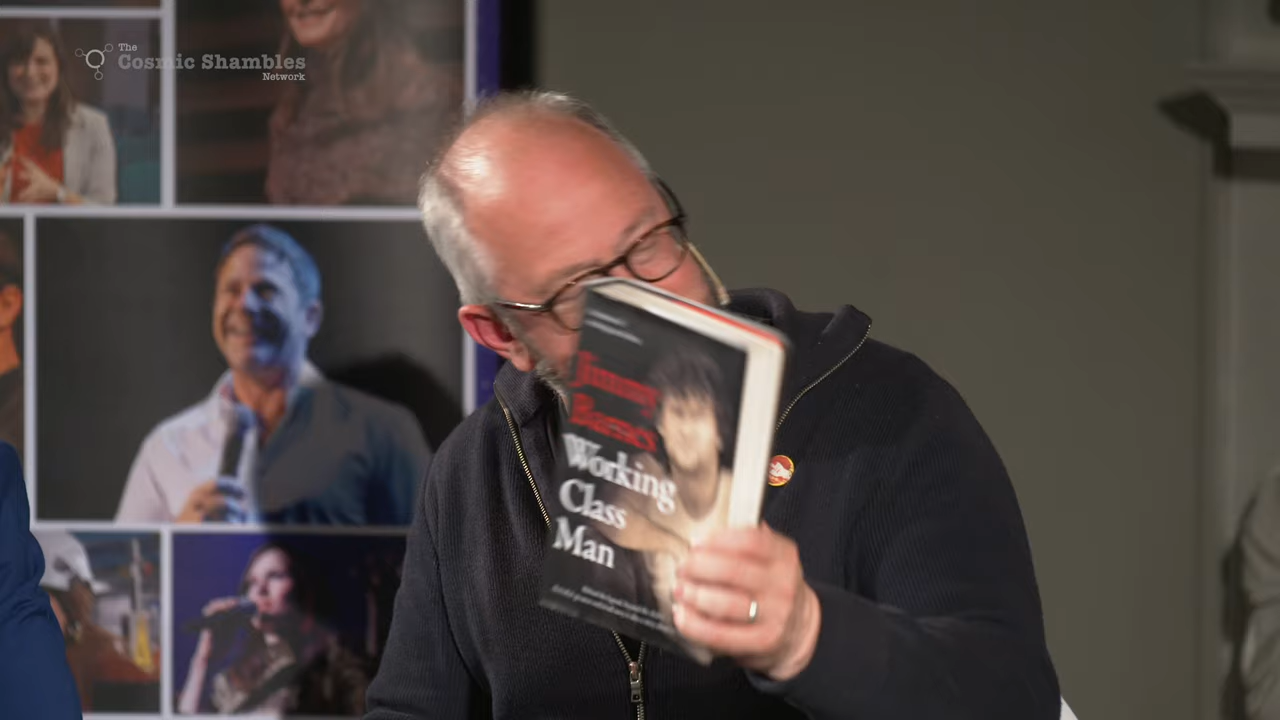 The
Cosmic Shambles
Network
Jimmy
Barnes
Working
Class
Man